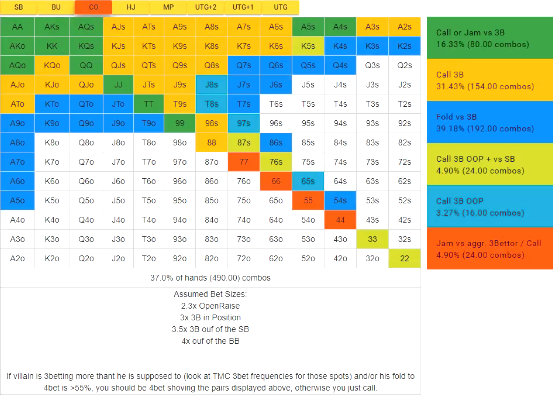 SB BU CO HJ MP UTG+2 UTG+1 UTG
AA AKs AQs AJs ATs A9s A8s A7s A6s A5s A4s A3s A2s
AKo KK KQs KJs KTs K9s K8s K7s K6s K5s K4s K3s K2s
AQo KQo QQ QJs QTs Q9s Q8s Q7s Q6s Q5s Q4s Q3s Q2s
AJo KJo QJo JJ JTs J9s J8s J7s J6s J5s J4s J3s J2s
ATo KTo QTo JTo TT T9s T8s T7s T6s T5s T4s T3s T2s
A9o K9o Q9o J9o T9o 99 98s 97s 96s 95s 94s 93s 92s
A8o K8o Q8o J8o T8o 98o 88 87s 86s 85s 84s 83s 82s
A7o K7o Q7o J7o T7o 97o 87o 77 76s 75s 74s 73s 72s
A6o K6o Q6o J6o T6o 96o 86o 76o 66 65s 64s 63s 62s
A5o K5o Q5o J5o T5o 95o 85o 75o 65o 55 54s 53s 52s
A4o K4o Q4o J4o T4o 94o 84o 74o 64o 54o 44 43s 42s
A3o K3o Q3o J3o T3o 93o 83o 73o 63o 53o 43o 33 32s
A2o K2o Q2o J2o T2o 92o 82o 72o 62o 52o 42o 32o 22
37.0% of hands (490.00) combos
Assumed Bet Sizes:
2.3x OpenRaise
3x 3B in Position
3.5x 3B ouf of the SB
4x out of the BB
If villain is 3betting more than he is supposed to (look at TMC 3bet frequencies for those spots) and/or his fold to
4bet is >55%, you should be 4bet shoving the pairs displayed above, otherwise you just call.
Call or Jam vs 3B
16.33% (80.00 combos)
Call 3B
31.43% (154.00 combos)
Fold vs 3B
39.18% (192.00 combos)
Call 3B OOP + vs SB
4.90% (24.00 combos)
Call 3B OOP
3.27% (16.00 combos)
Jam vs aggr. 3Bettor / Call
4.90% (24.00 combos)